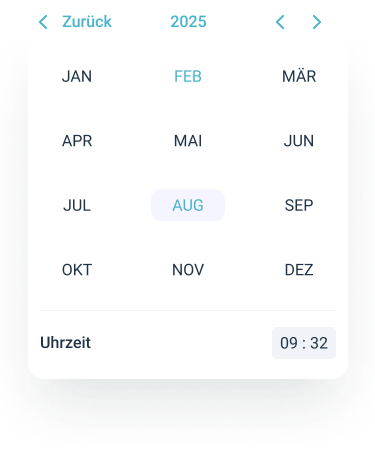 Zurück 2025
JAN FEB MÄR
APR MAI JUN
JUL AUG SEP
OKT NOV DEZ
Uhrzeit 09 : 32